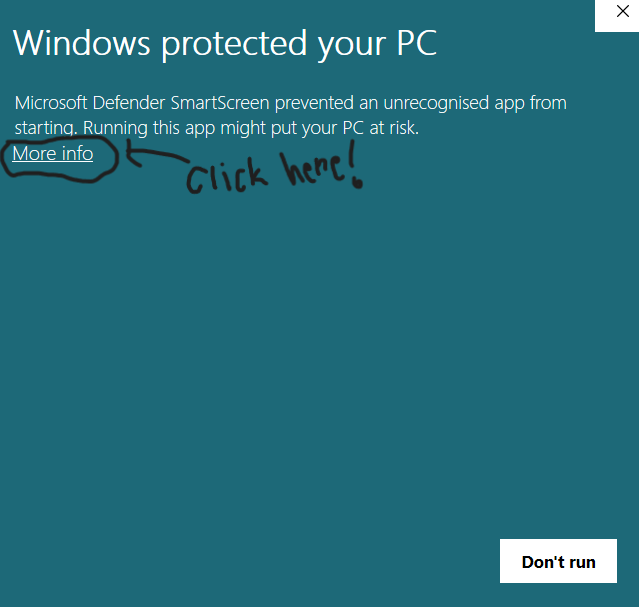 Windows protected your PC
Microsoft Defender SmartScreen prevented an unrecognised app from
starting. Running this app might put your PC at risk.
More info
click here!
Don't run